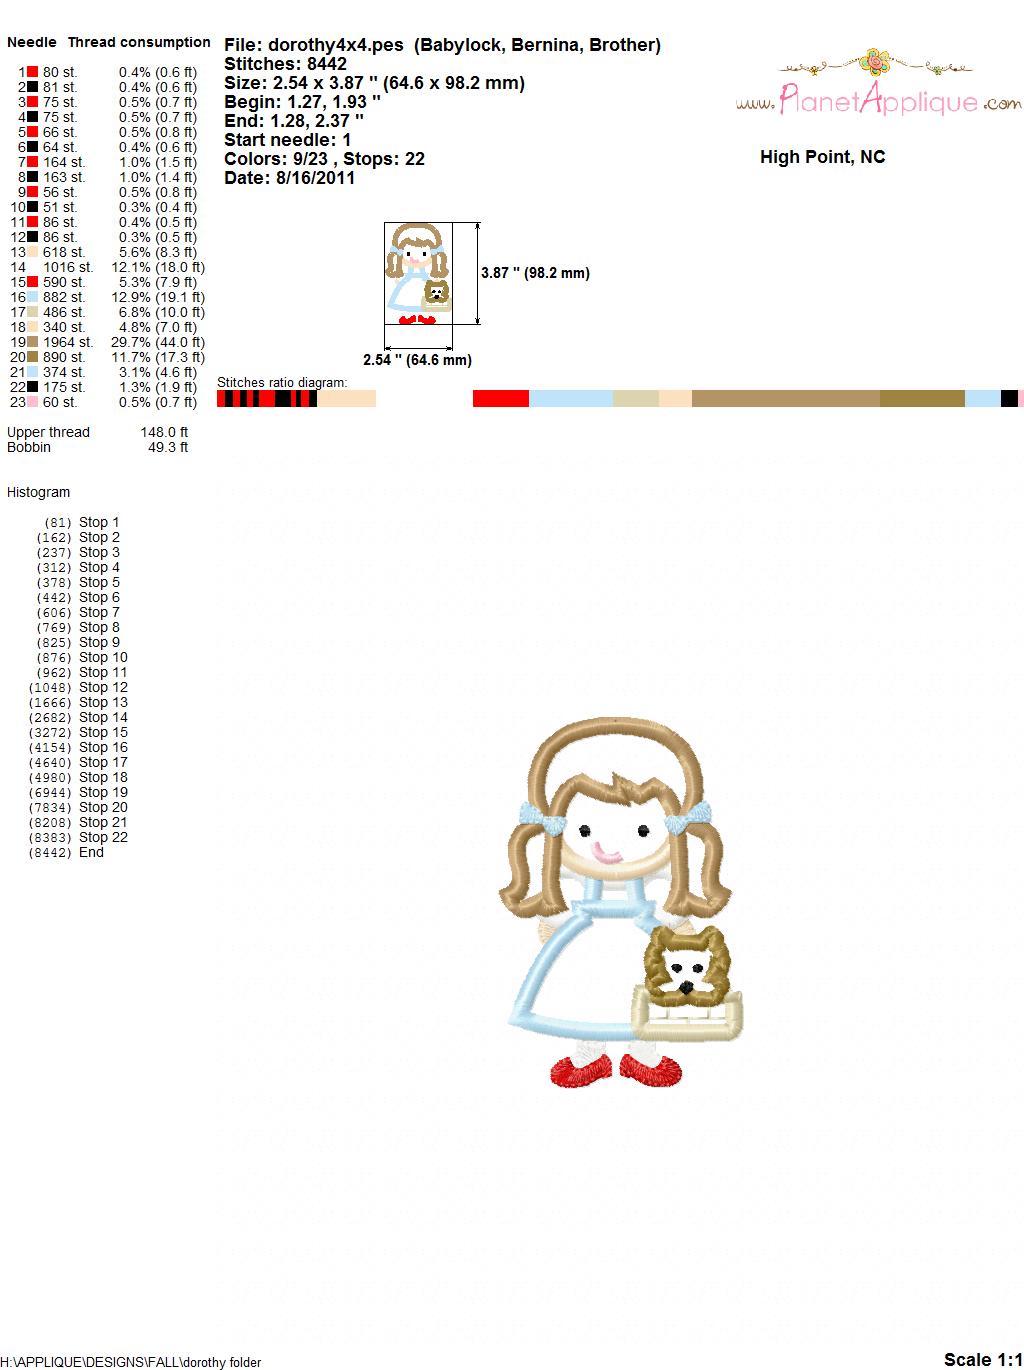 Needle Thread consumption
1 80 st. 0.4% (0.6 ft)
2 81 st. 0.4% (0.6 ft)
3 75 st. 0.5% (0.7 ft)
4 75 st. 0.5% (0.7 ft)
5 66 st. 0.5% (0.8 ft)
6 64 st. 0.4% (0.6 ft)
7 164 st. 1.0% (1.5 ft)
8 163 st. 1.0% (1.4 ft)
9 56 st. 0.5% (0.8 ft)
10 51 st. 0.3% (0.4 ft)
11 86 st. 0.4% (0.5 ft)
12 86 st. 0.3% (0.5 ft)
13 618 st. 5.6% (8.3 ft)
14 1016 st. 12.1% (18.0 ft)
15 590 st. 5.3% (7.9 ft)
16 882 st. 12.9% (19.1 ft)
17 486 st. 6.8% (10.0 ft)
18 340 st. 4.8% (7.0 ft)
19 1964 st. 29.7% (44.0 ft)
20 890 st. 11.7% (17.3 ft)
21 374 st. 3.1% (4.6 ft)
22 175 st. 1.3% (1.9 ft)
23 60 st. 0.5% (0.7 ft)
Upper thread 148.0 ft
Bobbin 49.3 ft
Histogram
(81) Stop 1
(162) Stop 2
(237) Stop 3
(312) Stop 4
(378) Stop 5
(442) Stop 6
(606) Stop 7
(769) Stop 8
(825) Stop 9
(876) Stop 10
(962) Stop 11
(1048) Stop 12
(1666) Stop 13
(2682) Stop 14
(3272) Stop 15
(4154) Stop 16
(4640) Stop 17
(4980) Stop 18
(6944) Stop 19
(7834) Stop 20
(8208) Stop 21
(8383) Stop 22
(8442) End
File: dorothy4x4.pes (Babylock, Bernina, Brother)
Stitches: 8442
Size: 2.54 x 3.87 " (64.6 x 98.2 mm)
Begin: 1.27, 1.93 "
End: 1.28, 2.37 "
Start needle: 1
Colors: 9/23 , Stops: 22
Date: 8/16/2011
www.PlanetApplique.com
High Point, NC
3.87 " (98.2 mm)
2.54 " (64.6 mm)
Stitches ratio diagram:
H:\APPLIQUE\DESIGNS\FALL\dorothy folder
Scale 1:1